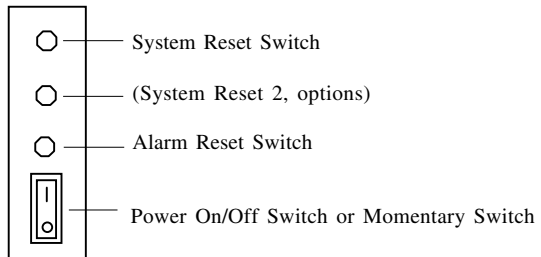 System Reset Switch
(System Reset 2, options)
Alarm Reset Switch
Power On/Off Switch or Momentary Switch